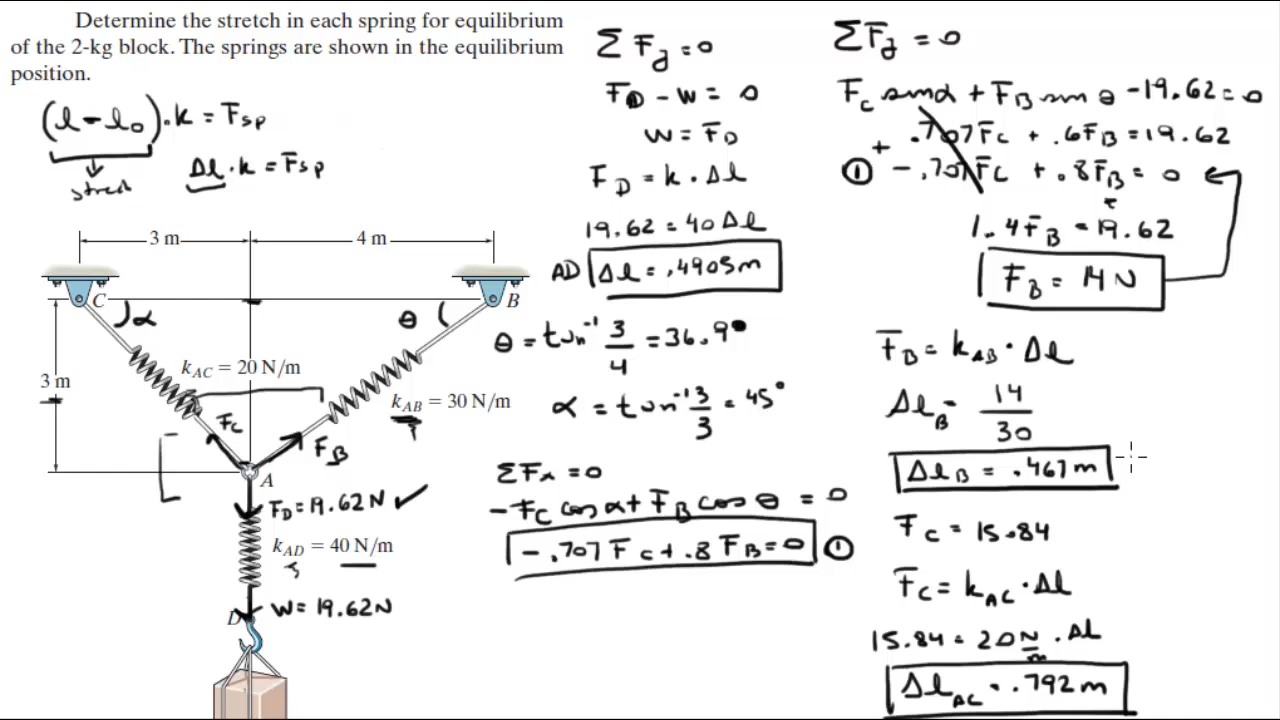 Determine the stretch in each spring for equilibrium
of the 2-kg block. The springs are shown in the equilibrium
position.
(l - l₀).k = Fsp
Δl.k = Fsp
3 m
4 m
C
α
θ
B
3 m
kAC = 20 N/m
kAB = 30 N/m
FC
FB
A
FD = 19.62 N ✓
kAD = 40 N/m
D
W = 19.62N
ΣFy = 0
FD - W = 0
W = FD
FD = k . Δl
19.62 = 40 Δl
AD Δl = .4905m
θ = tan⁻¹ 3/4 = 36.9°
α = tan⁻¹ 3/3 = 45°
ΣFx = 0
-FC cos α + FB cos θ = 0
-.707 FC + .8 FB = 0 ①
ΣFy = 0
FC sin α + FB sin θ - 19.62 = 0
+ .707FC + .6FB = 19.62
① -.707FC + .8FB = 0
1.4FB = 19.62
FB = 14 N
FB = kAB . Δl
ΔlB = 14/30
ΔlB = .467 m
FC = 15.84
FC = kAC . Δl
15.84 = 20 N/m . Δl
ΔlAC = .792 m